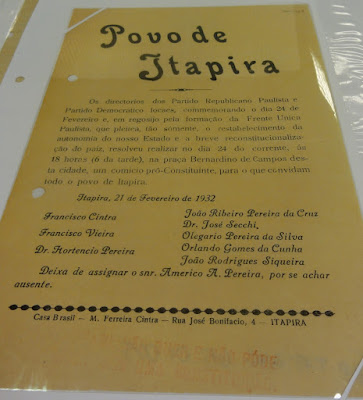 Povo de
Itapira
Os directorios dos Partido Republicano Paulista e
Partido Democratico locaes, commemorando o dia 24 de
Fevereiro e, em regosijo pela formação da Frente Unica
Paulista, que pleitea, tão somente, o restabelecimento da
autonomia do nosso Estado e a breve reconstitucionaliza-
ção do paiz, resolveu realizar no dia 24 do corrente, ás
18 horas (6 da tarde), na praça Bernardino de Campos des-
ta cidade, um comicio pró-Constituinte, para o que convidam
todo o povo de Itapira.
Itapira, 21 de Fevereiro de 1932
Francisco Cintra
Francisco Vieira
Dr. Hortencio Pereira
João Ribeiro Pereira da Cruz
Dr. José Secchi,
Olegario Pereira da Silva
Orlando Gomes da Cunha
João Rodrigues Siqueira
Deixa de assignar o snr. Americo A. Pereira, por se achar
ausente.
Casa Brasil — M. Ferreira Cintra — Rua José Bonifacio, 4 — ITAPIRA
E NÃO PÓDE